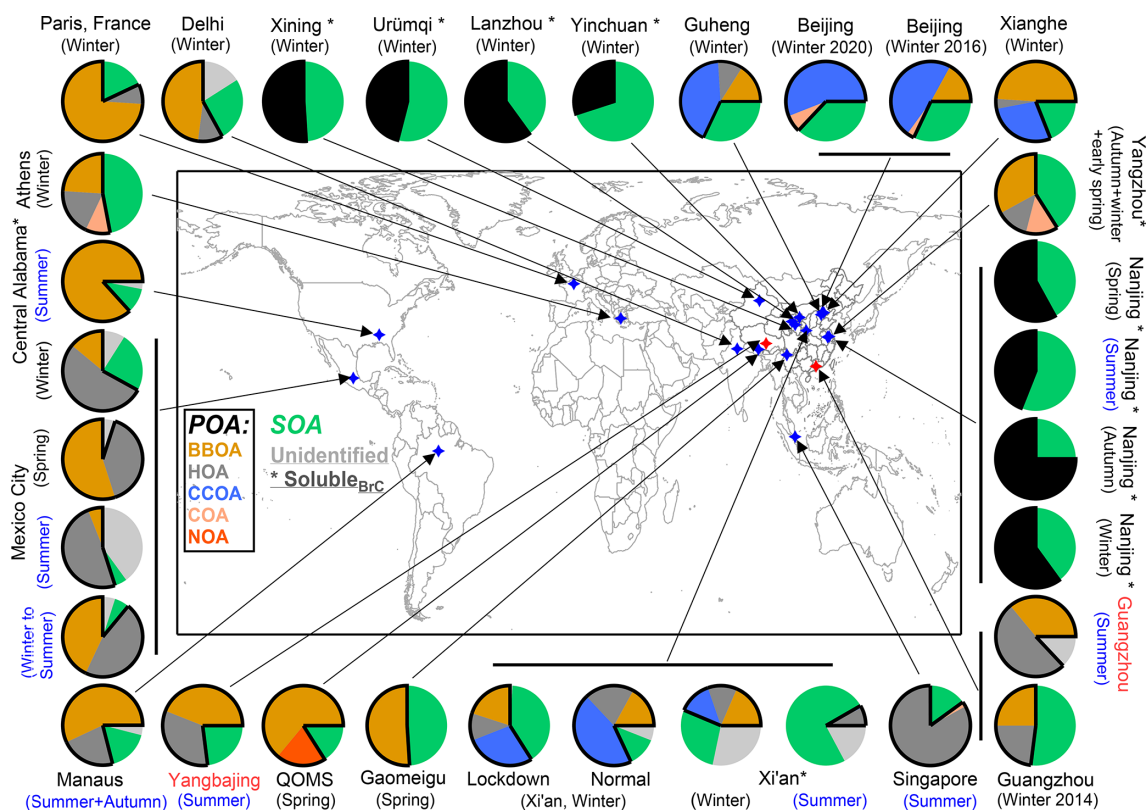 Paris, France
(Winter)
Delhi
(Winter)
Xining *
(Winter)
Urümqi *
(Winter)
Lanzhou *
(Winter)
Yinchuan *
(Winter)
Guheng
(Winter)
Beijing
(Winter 2020)
Beijing
(Winter 2016)
Xianghe
(Winter)
Athens
(Winter)
Central Alabama*
(Summer)
Mexico City
(Winter)
(Spring)
(Summer)
(Winter to
Summer)
Yangzhou*
(Autumn+winter
+early spring)
Nanjing *
(Spring)
Nanjing *
(Summer)
Nanjing *
(Autumn)
Nanjing *
(Winter)
Guangzhou
(Summer)
POA:
BBOA
HOA
CCOA
COA
NOA
SOA
Unidentified
* SolubleBrC
Manaus
(Summer+Autumn)
Yangbajing
(Summer)
QOMS
(Spring)
Gaomeigu
(Spring)
Lockdown
Normal
(Xi'an, Winter)
Xi'an*
(Winter)
(Summer)
Singapore
(Summer)
Guangzhou
(Winter 2014)